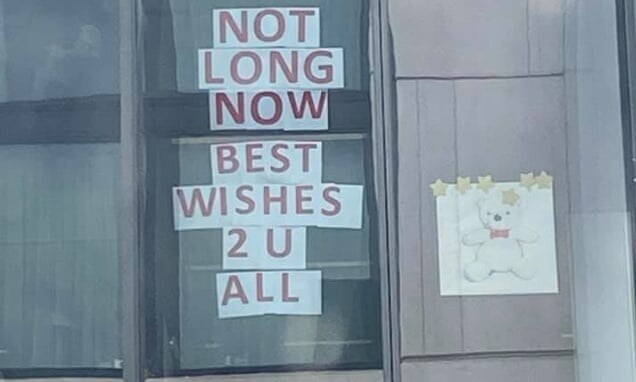 NOT
LONG
NOW
BEST
WISHES
2 U
ALL